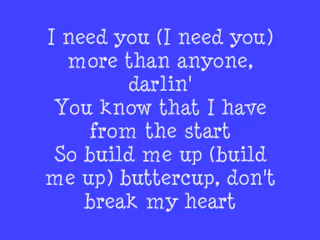 I need you (I need you)
more than anyone,
darlin'
You know that I have
from the start
So build me up (build
me up) buttercup, don't
break my heart